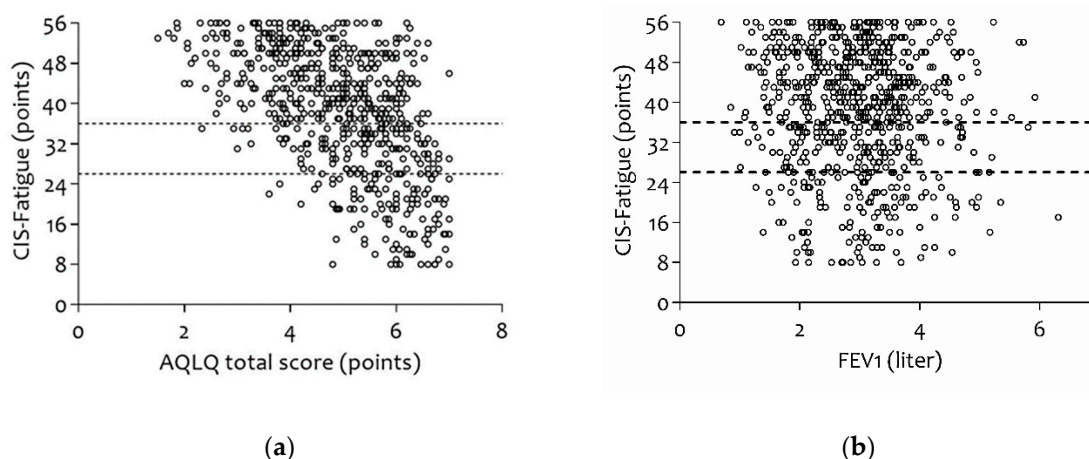 56
48
40
32
24
16
8
0
CIS-Fatigue (points)
0 2 4 6 8
AQLQ total score (points)
(a)
56
48
40
32
24
16
8
0
CIS-Fatigue (points)
0 2 4 6
FEV1 (liter)
(b)